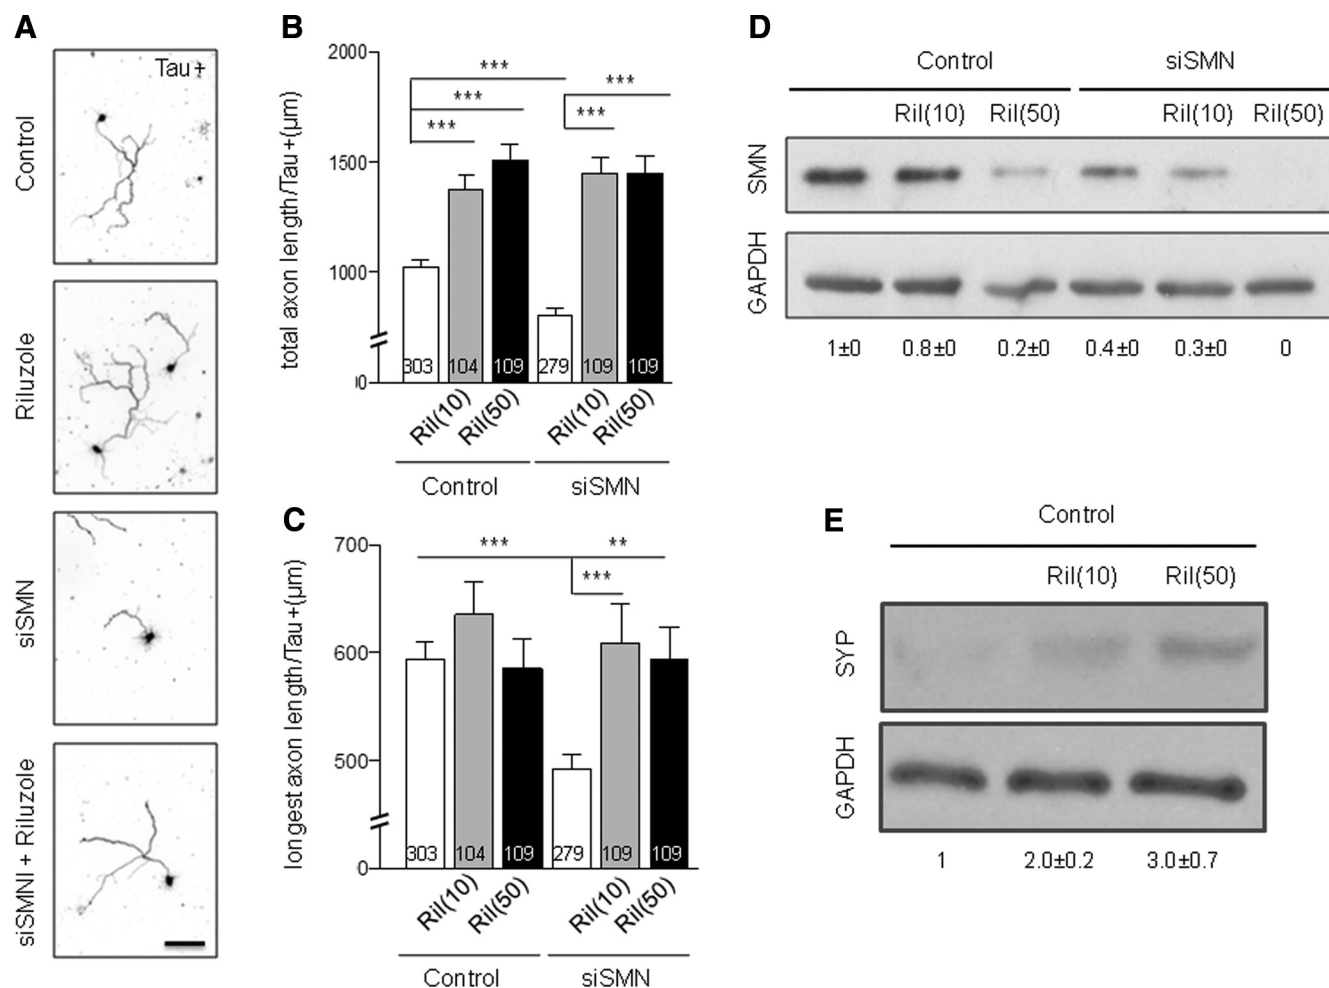 A
Tau +
Control
Riluzole
siSMN
siSMNI + Riluzole
B
total axon length/Tau +(µm)
2000
1500
1000
0
***
***
***
***
***
303
104
109
279
109
109
Ril(10)
Ril(50)
Ril(10)
Ril(50)
Control
siSMN
C
longest axon length/Tau +(µm)
700
600
500
0
***
**
***
303
104
109
279
109
109
Ril(10)
Ril(50)
Ril(10)
Ril(50)
Control
siSMN
D
Control
siSMN
Ril(10)
Ril(50)
Ril(10)
Ril(50)
SMN
GAPDH
1±0
0.8±0
0.2±0
0.4±0
0.3±0
0
E
Control
Ril(10)
Ril(50)
SYP
GAPDH
1
2.0±0.2
3.0±0.7